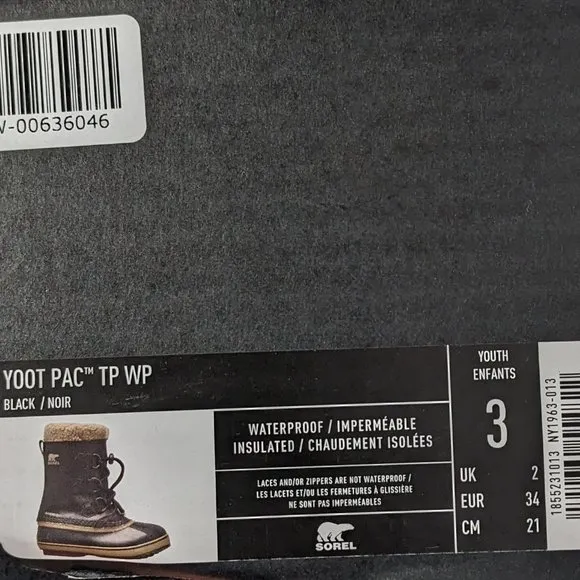 W-00636046
YOOT PAC™ TP WP
BLACK / NOIR
SOREL
WATERPROOF / IMPERMÉABLE
INSULATED / CHAUDEMENT ISOLÉES
LACES AND/OR ZIPPERS ARE NOT WATERPROOF /
LES LACETS ET/OU LES FERMETURES À GLISSIÈRE
NE SONT PAS IMPERMÉABLES
SOREL
YOUTH
ENFANTS
3
UK 2
EUR 34
CM 21
1855231013 NY1963-013